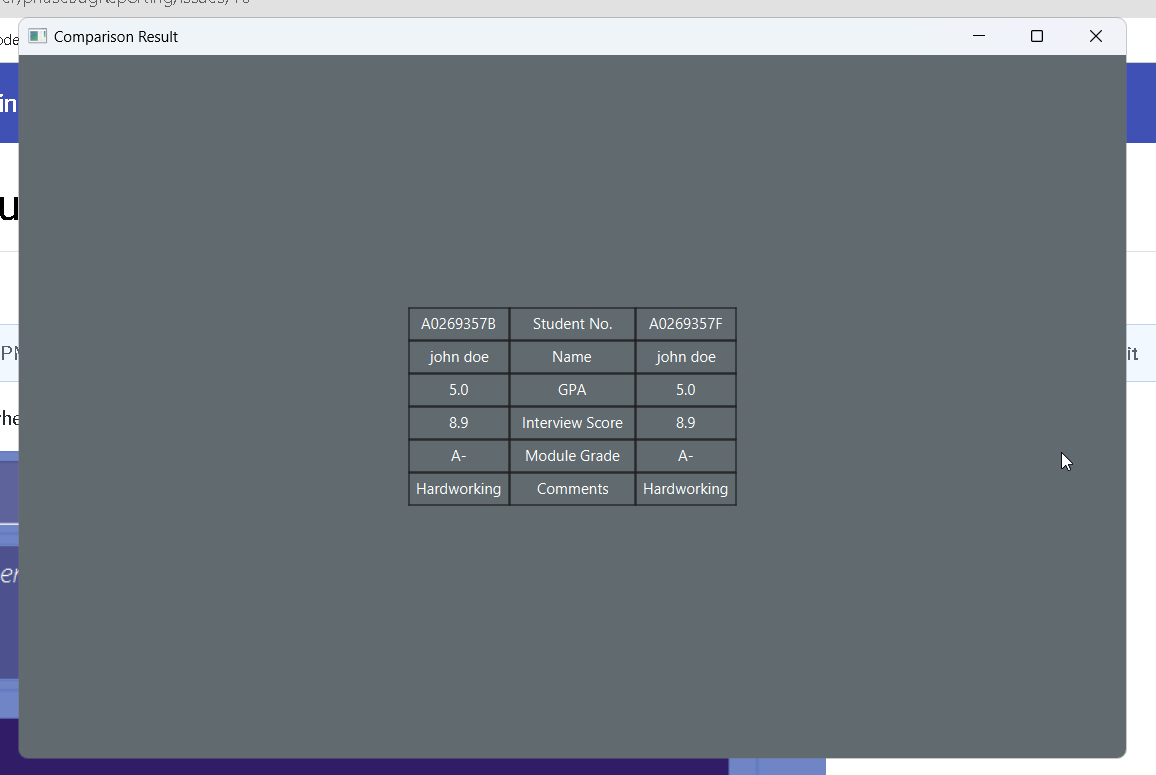 Comparison Result
A0269357B Student No. A0269357F
john doe Name john doe
5.0 GPA 5.0
8.9 Interview Score 8.9
A- Module Grade A-
Hardworking Comments Hardworking
it